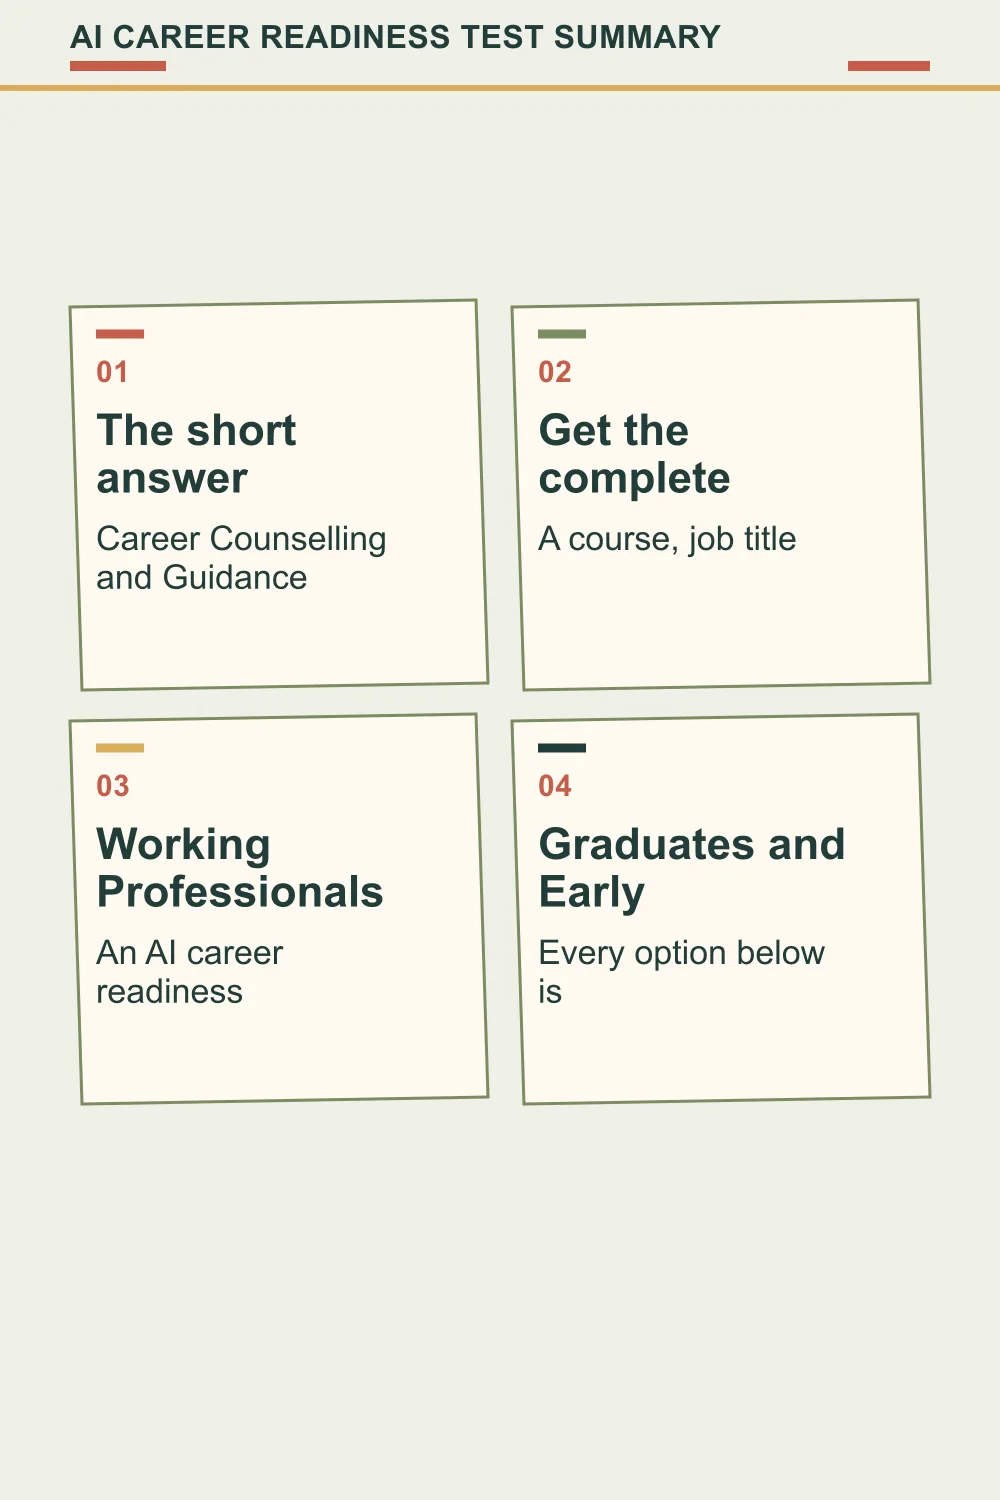 AI CAREER READINESS TEST SUMMARY
01
The short
answer
Career Counselling
and Guidance
02
Get the
complete
A course, job title
03
Working
Professionals
An AI career
readiness
04
Graduates and
Early
Every option below
is